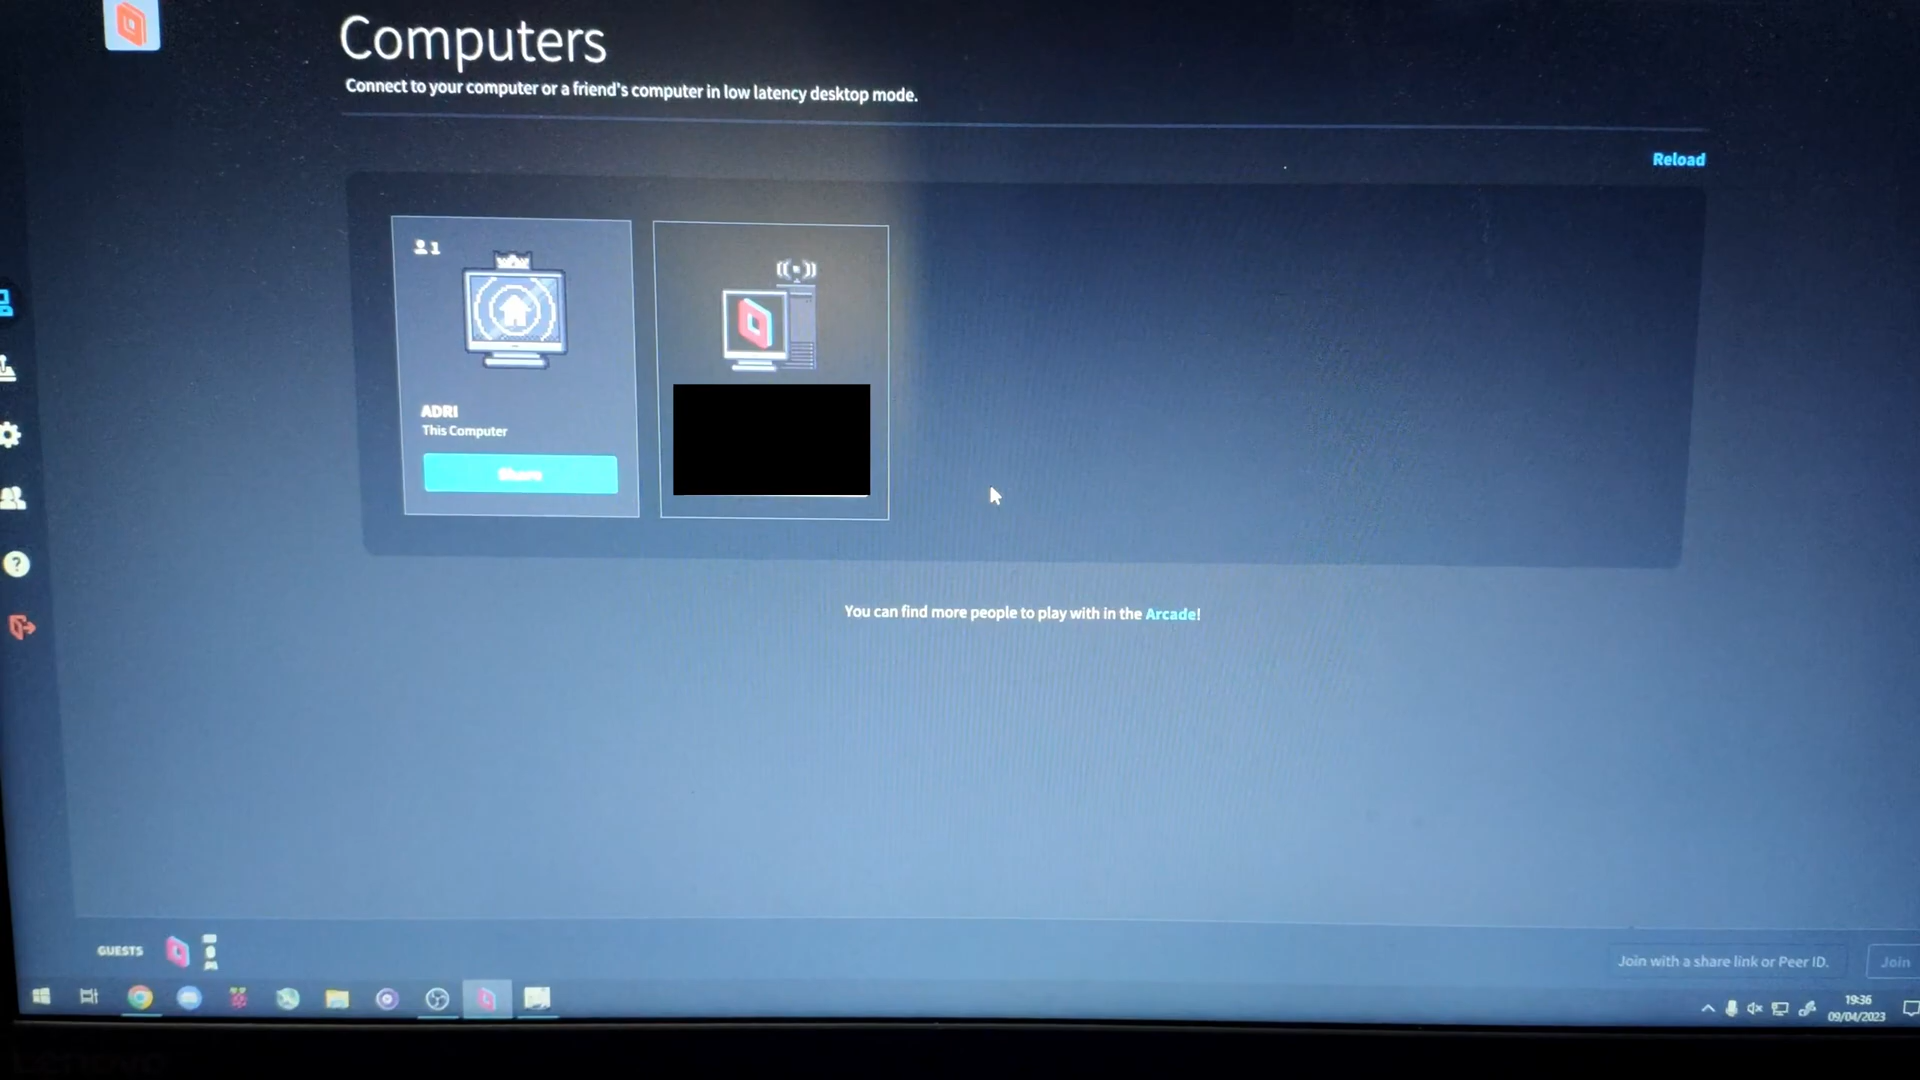 Computers
Connect to your computer or a friend's computer in low latency desktop mode.
Reload
1
ADRI
This Computer
Share
You can find more people to play with in the Arcade!
GUESTS
Join with a share link or Peer ID.
Join
19:36
09/04/2023